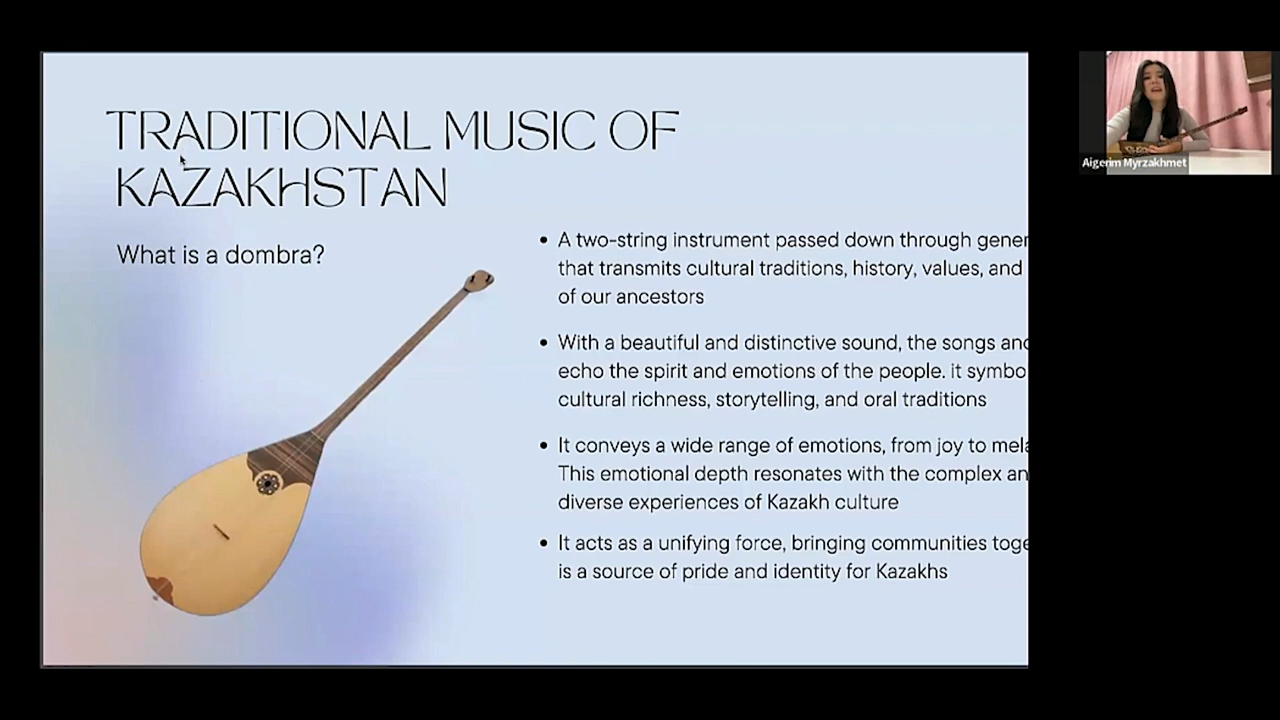 TRADITIONAL MUSIC OF
KAZAKHSTAN
What is a dombra?
• A two-string instrument passed down through gener
that transmits cultural traditions, history, values, and
of our ancestors
• With a beautiful and distinctive sound, the songs and
echo the spirit and emotions of the people. it symbo
cultural richness, storytelling, and oral traditions
• It conveys a wide range of emotions, from joy to mela
This emotional depth resonates with the complex an
diverse experiences of Kazakh culture
• It acts as a unifying force, bringing communities toge
is a source of pride and identity for Kazakhs
Aigerim Myrzakhmet